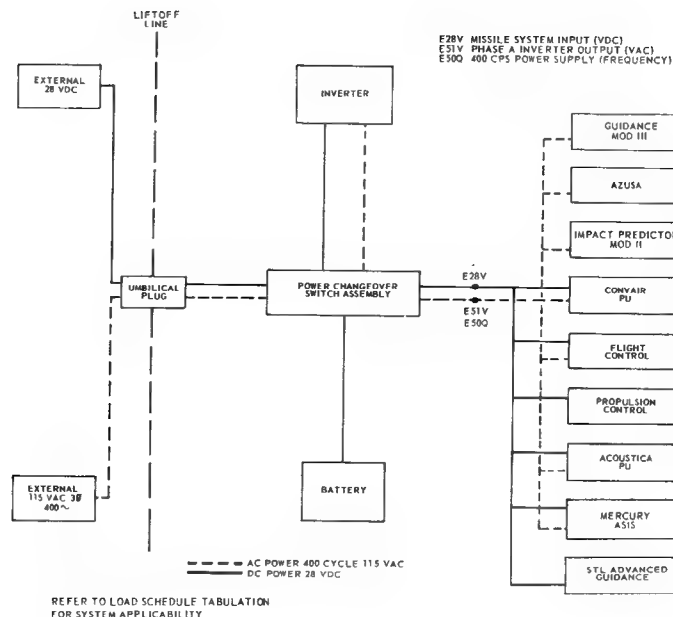 LIFTOFF
LINE
E28V MISSILE SYSTEM INPUT (VDC)
E51V PHASE A INVERTER OUTPUT (VAC)
E50Q 400 CPS POWER SUPPLY (FREQUENCY)
EXTERNAL
28 VDC
INVERTER
GUIDANCE
MOD III
AZUSA
IMPACT PREDICTOR
MOD II
E28V
UMBILICAL
PLUG
POWER CHANGEOVER
SWITCH ASSEMBLY
CONVAIR
PU
E51V
E50Q
FLIGHT
CONTROL
PROPULSION
CONTROL
ACOUSTICA
PU
EXTERNAL
115 VAC 3Ø
400~
BATTERY
MERCURY
ASIS
STL ADVANCED
GUIDANCE
AC POWER 400 CYCLE 115 VAC
DC POWER 28 VDC
REFER TO LOAD SCHEDULE TABULATION
FOR SYSTEM APPLICABILITY